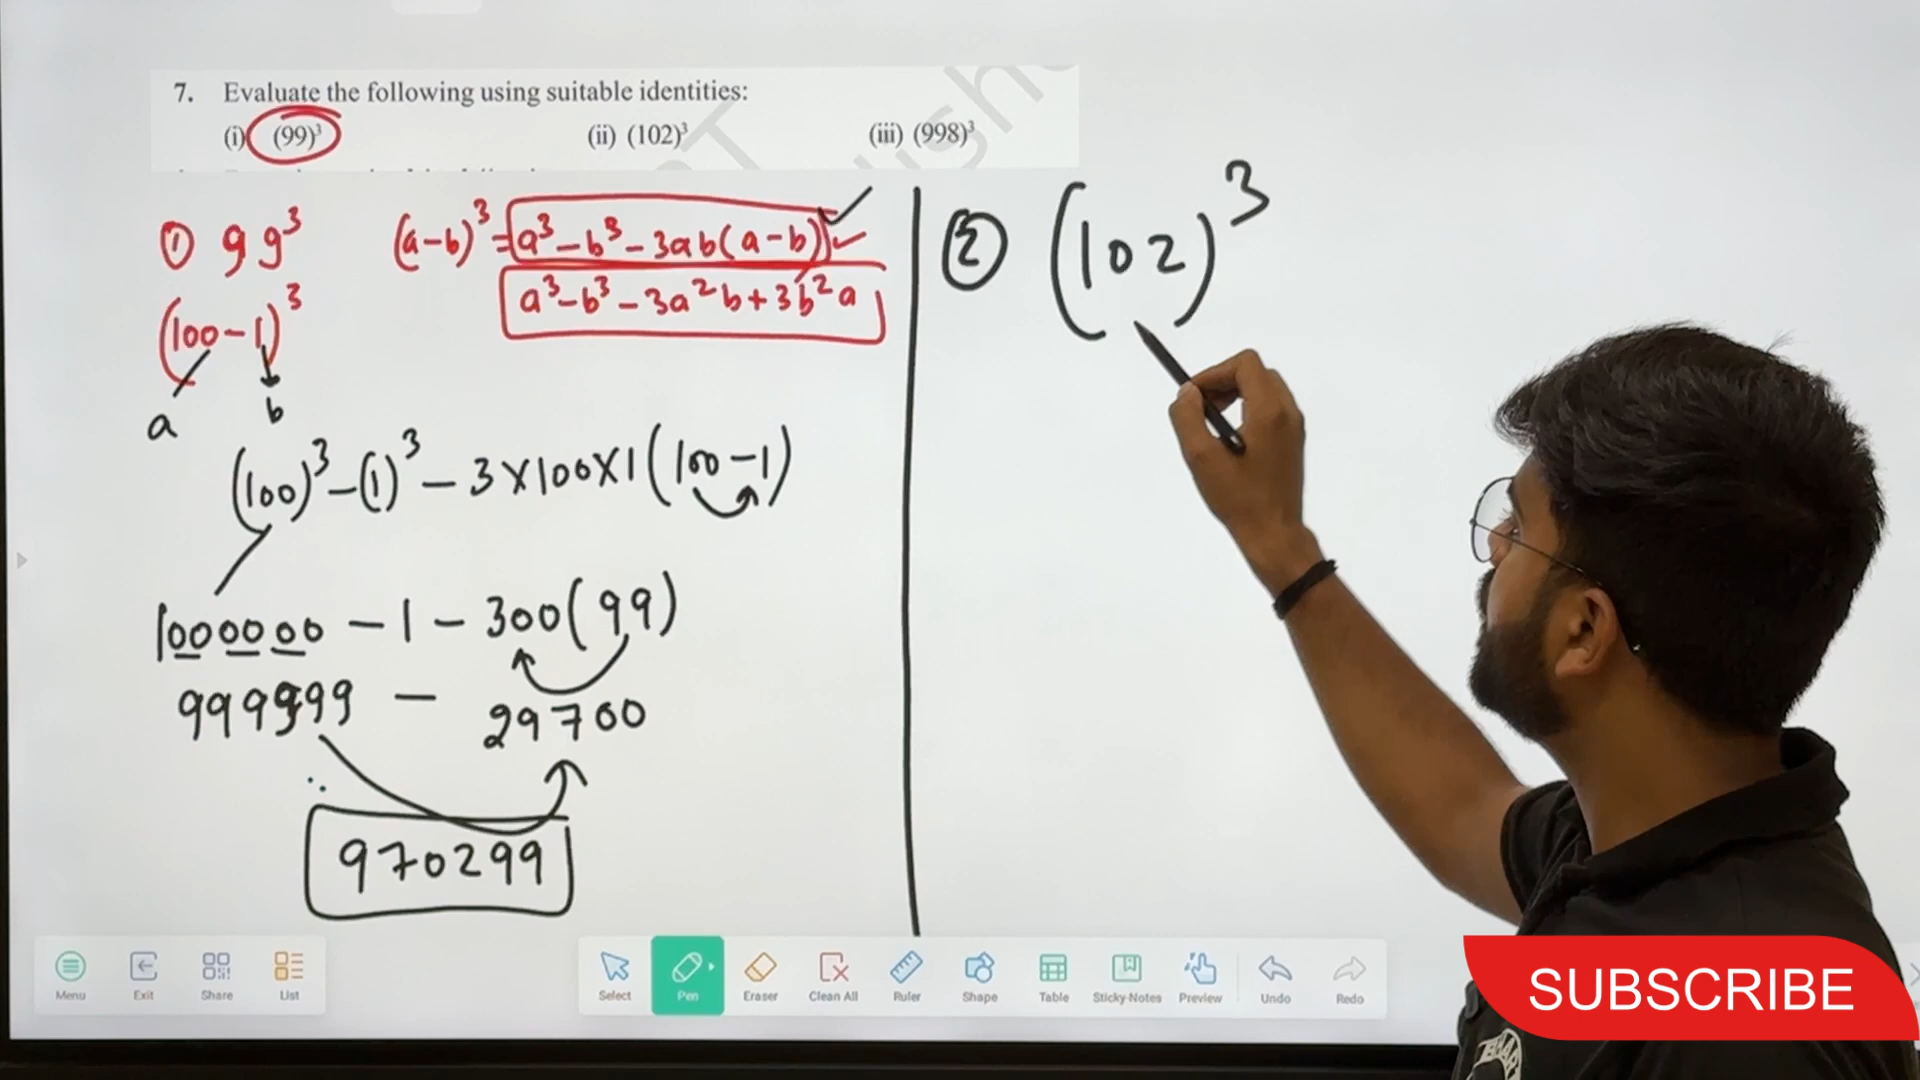 7. Evaluate the following using suitable identities:
(i) (99)³ (ii) (102)³ (iii) (998)³
① 99³ (a-b)³ = a³-b³-3ab(a-b)
a³-b³-3a²b+3b²a
(100-1)³
a b
(100)³-(1)³-3×100×1(100-1)
1000000-1-300(99)
999999 - 29700
970299
② (102)³
Menu Exit Share List
Select Pen Eraser Clean All Ruler Shape Table Sticky Notes Preview Undo Redo
SUBSCRIBE